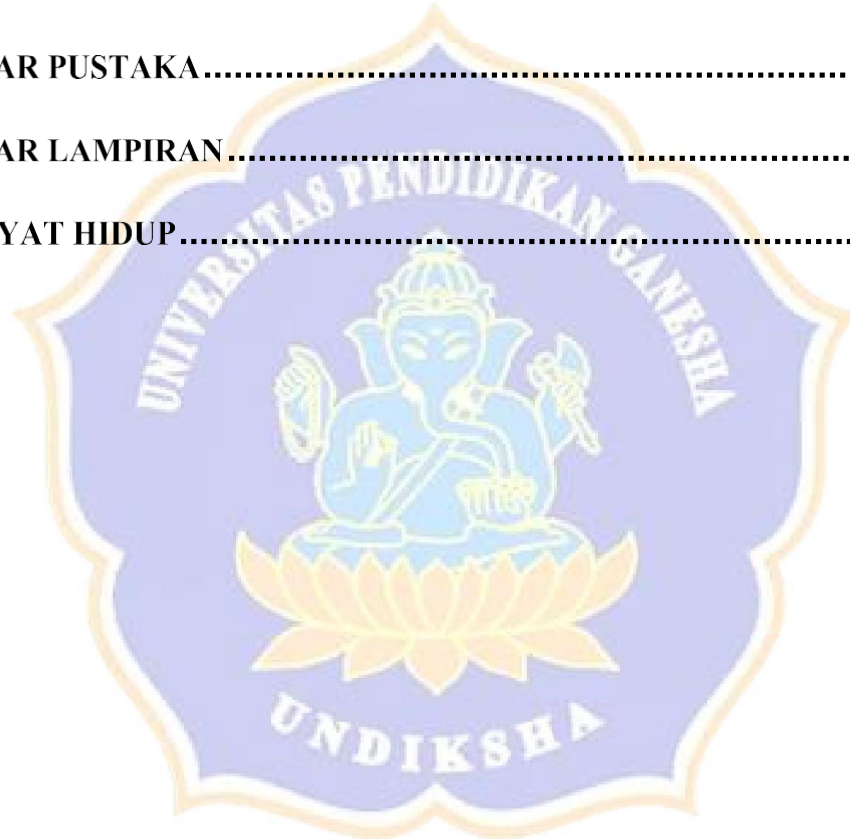 AR PUSTAKA....................................................................
AR LAMPIRAN.................................................................
YAT HIDUP.......................................................................
UNIVERSITAS PENDIDIKAN GANESHA
UNDIKSHA